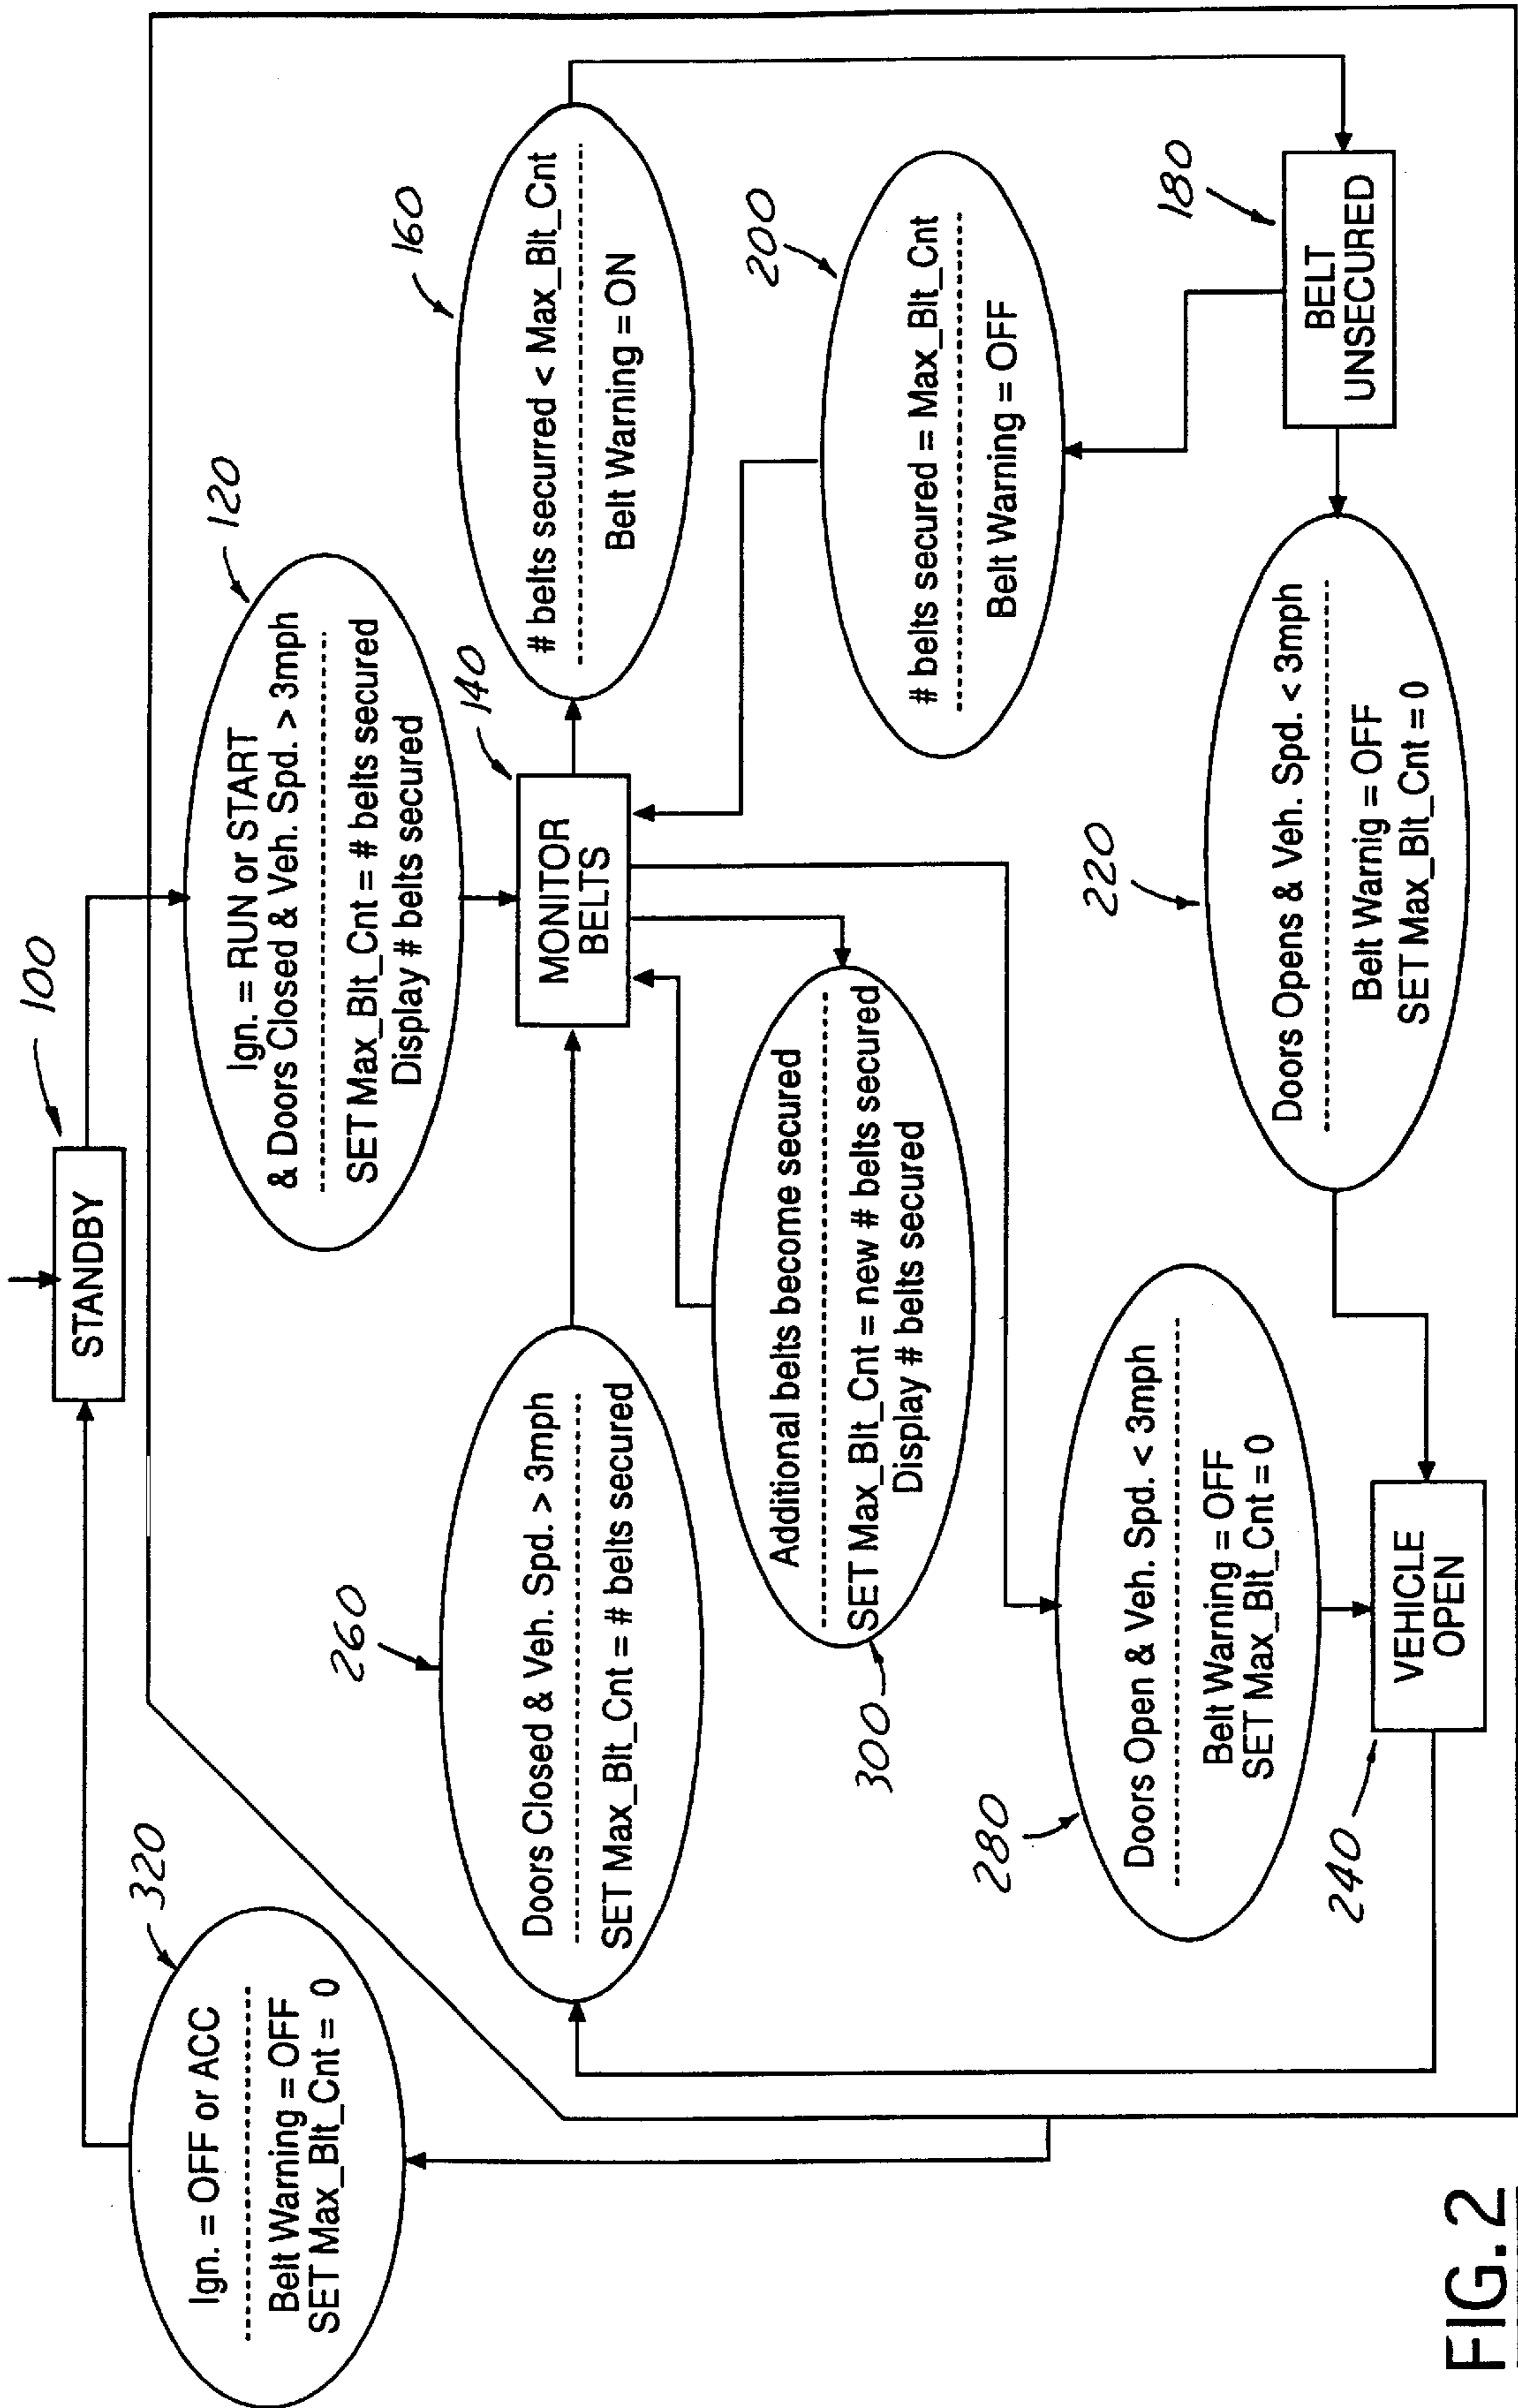 100
STANDBY
320
Ign. = OFF or ACC
Belt Warning = OFF
SET Max_Blt_Cnt = 0
120
Ign. = RUN or START
& Doors Closed & Veh. Spd. > 3mph
SET Max_Blt_Cnt = # belts secured
Display # belts secured
260
Doors Closed & Veh. Spd. > 3mph
SET Max_Blt_Cnt = # belts secured
140
MONITOR
BELTS
160
# belts securred < Max_Blt_Cnt
Belt Warning = ON
300
Additional belts become secured
SET Max_Blt_Cnt = new # belts secured
Display # belts secured
200
# belts secured = Max_Blt_Cnt
Belt Warning = OFF
280
Doors Open & Veh. Spd. < 3mph
Belt Warning = OFF
SET Max_Blt_Cnt = 0
220
Doors Opens & Veh. Spd. < 3mph
Belt Warnig = OFF
SET Max_Blt_Cnt = 0
180
BELT
UNSECURED
240
VEHICLE
OPEN
FIG. 2